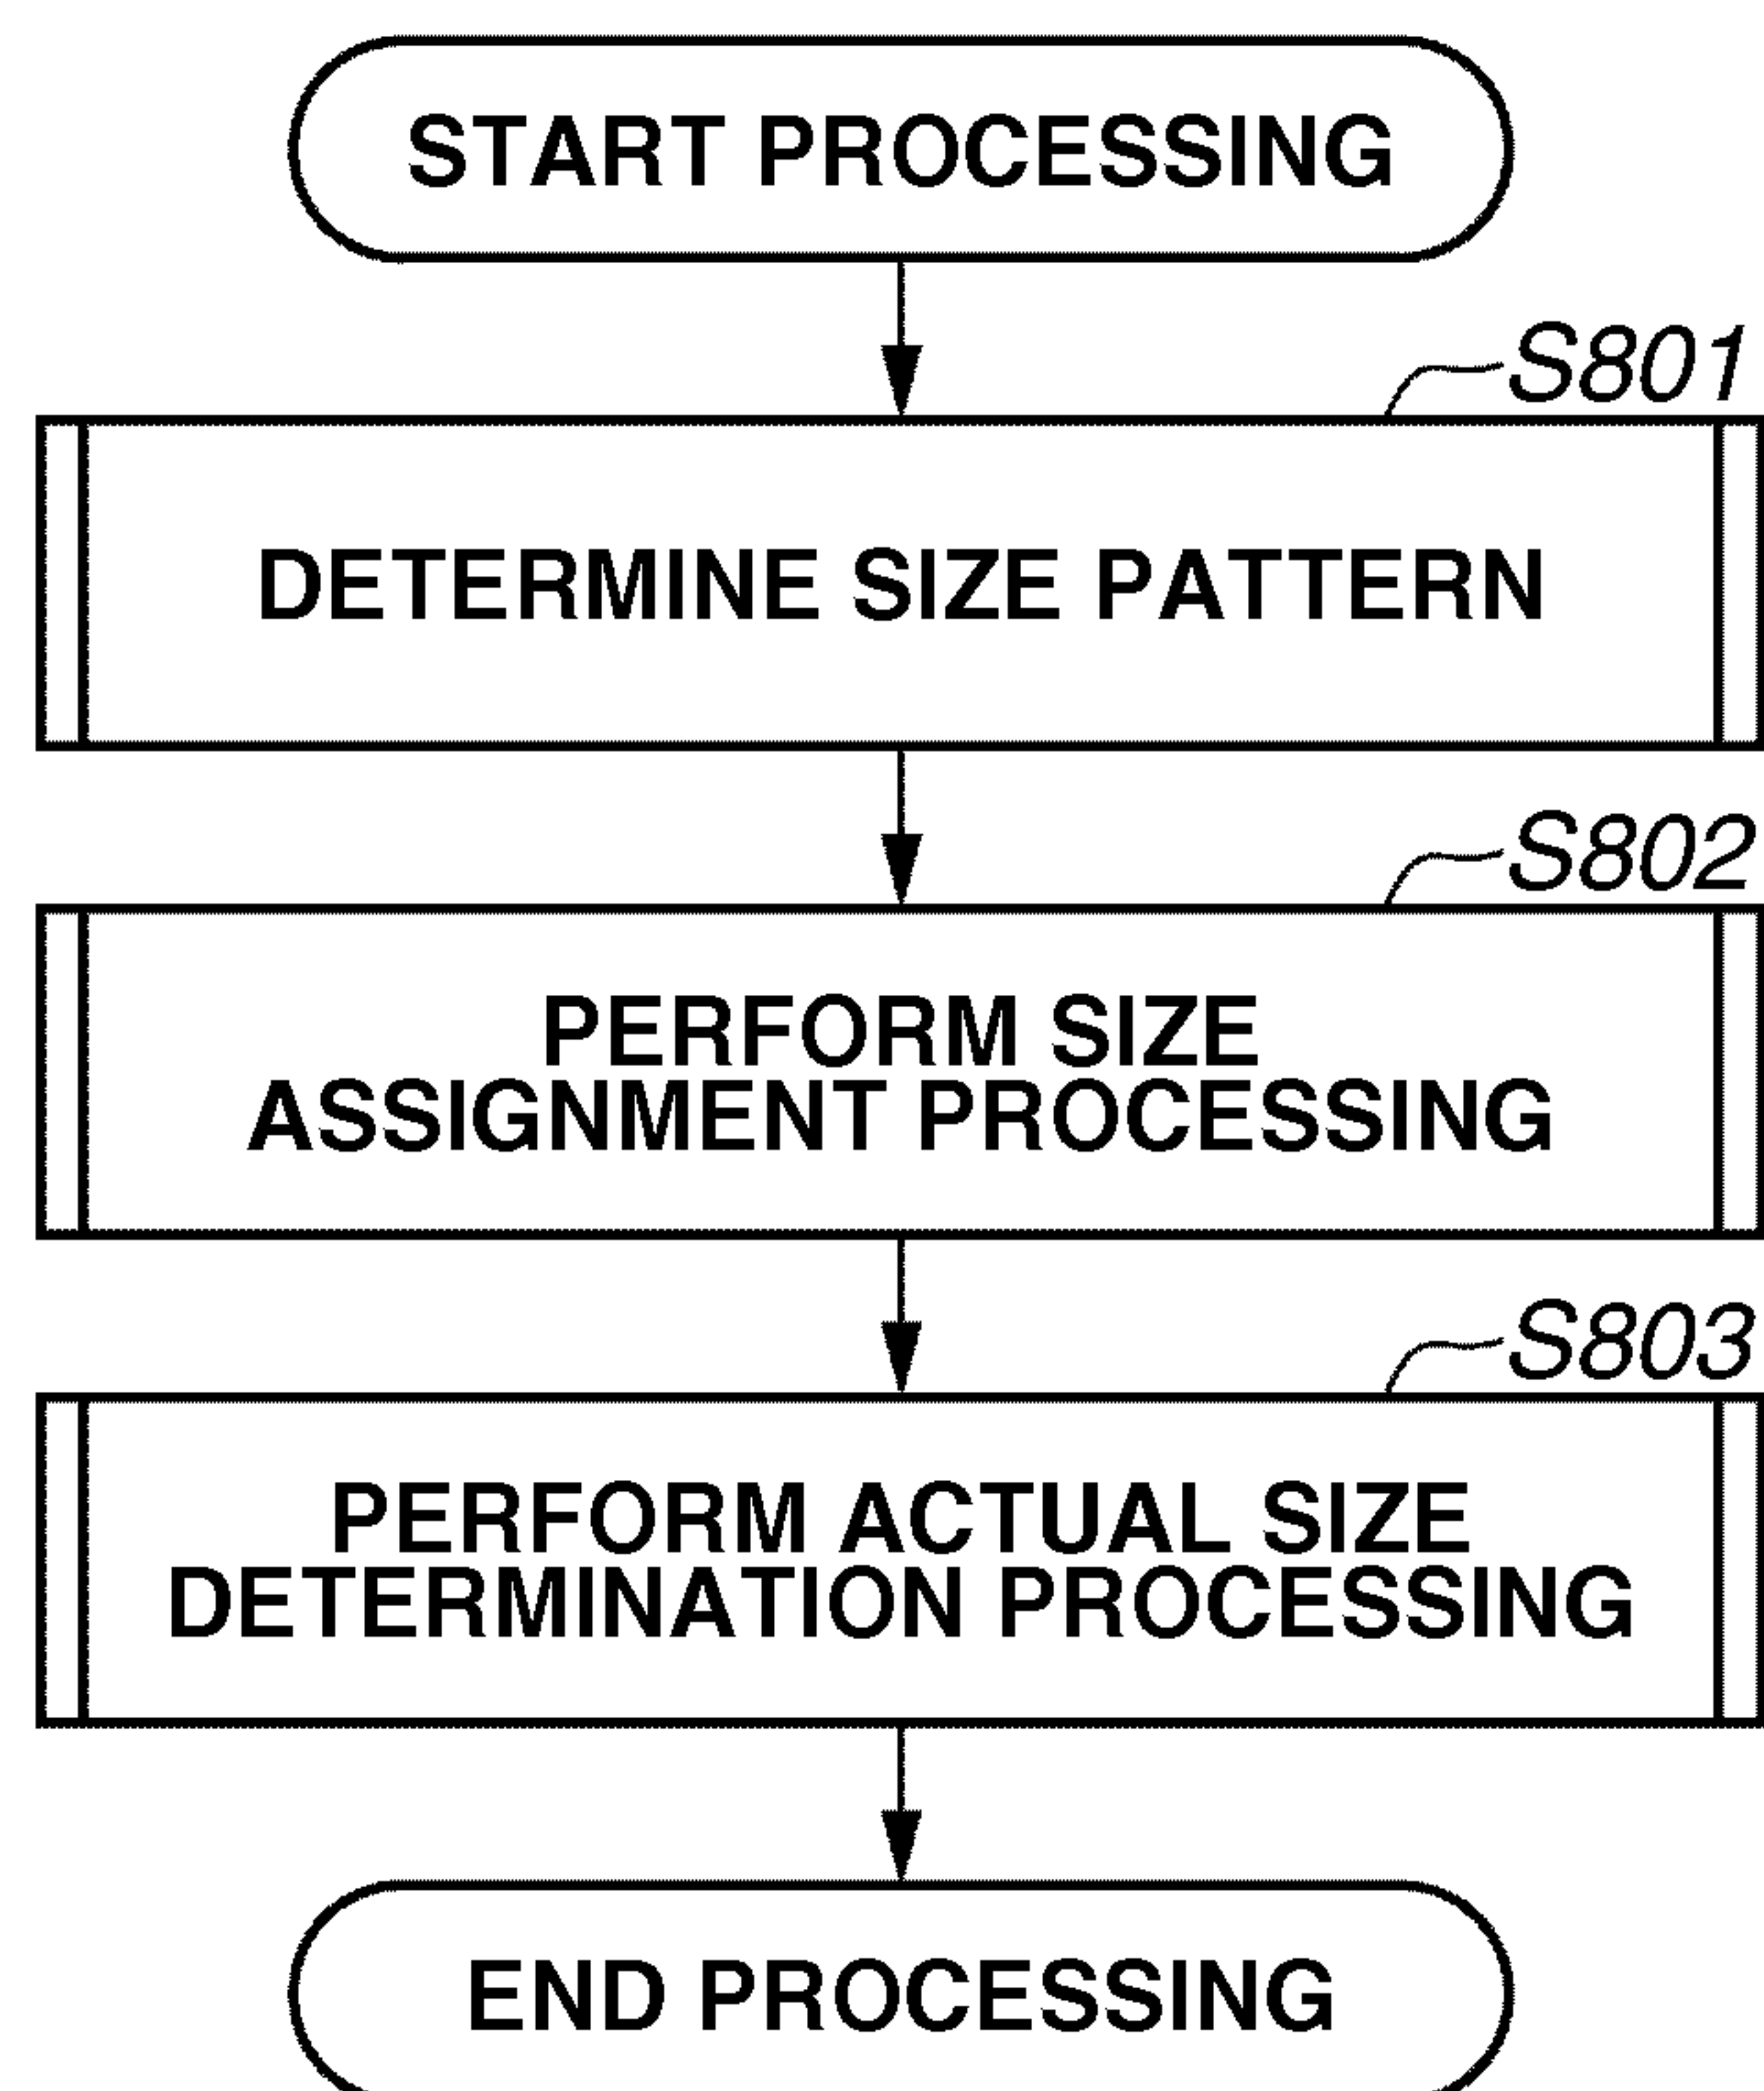 START PROCESSING
S801
DETERMINE SIZE PATTERN
S802
PERFORM SIZE
ASSIGNMENT PROCESSING
S803
PERFORM ACTUAL SIZE
DETERMINATION PROCESSING
END PROCESSING